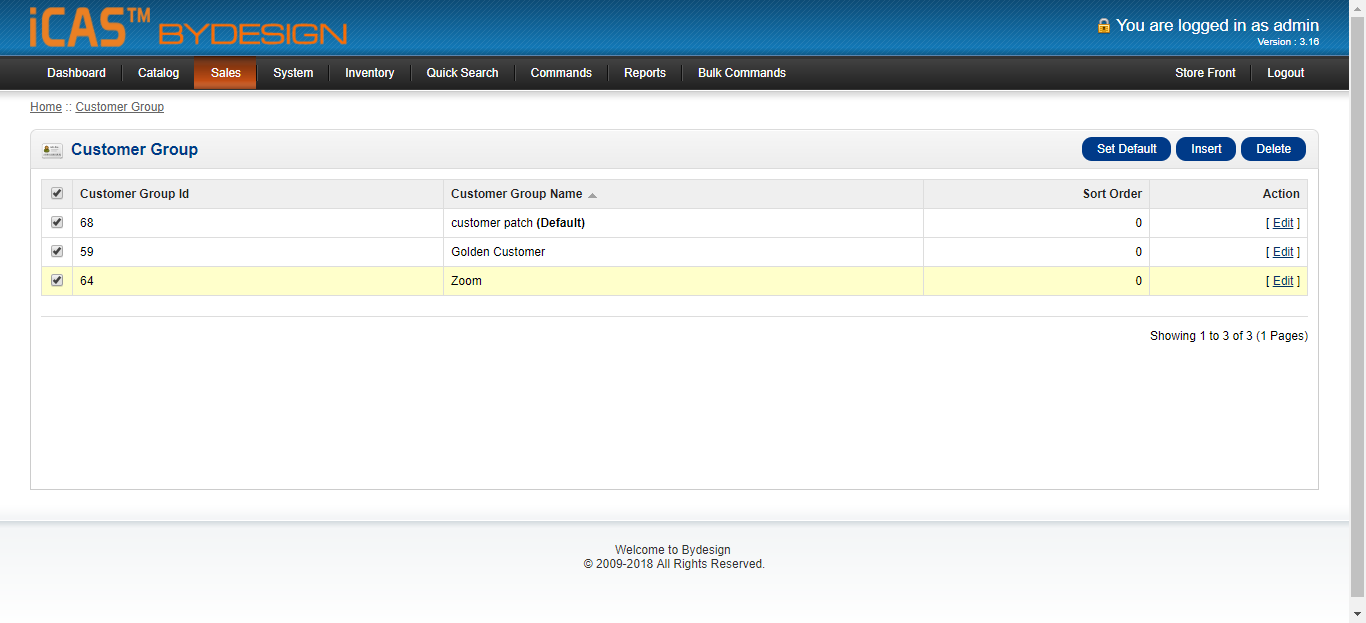 iCAS™ BYDESIGN
You are logged in as admin
Version : 3.16
Dashboard Catalog Sales System Inventory Quick Search Commands Reports Bulk Commands Store Front Logout
Home :: Customer Group
Customer Group Set Default Insert Delete
Customer Group Id Customer Group Name Sort Order Action
68 customer patch (Default) 0 [ Edit ]
59 Golden Customer 0 [ Edit ]
64 Zoom 0 [ Edit ]
Showing 1 to 3 of 3 (1 Pages)
Welcome to Bydesign
© 2009-2018 All Rights Reserved.